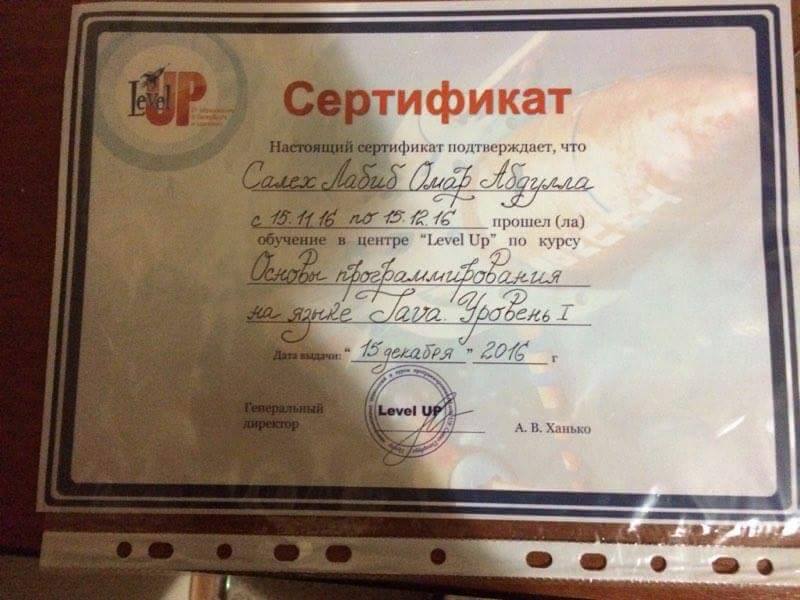 Level UP
Сертификат
Настоящий сертификат подтверждает, что
Салех Лабиб Омар Абдулла
с 15.11.16 по 15.12.16 прошел (ла)
обучение в центре "Level Up" по курсу
Основы программирования
на языке Java. Уровень I
Дата выдачи: "15 декабря" 2016 г
Генеральный
директор
Level UP
А. В. Ханько